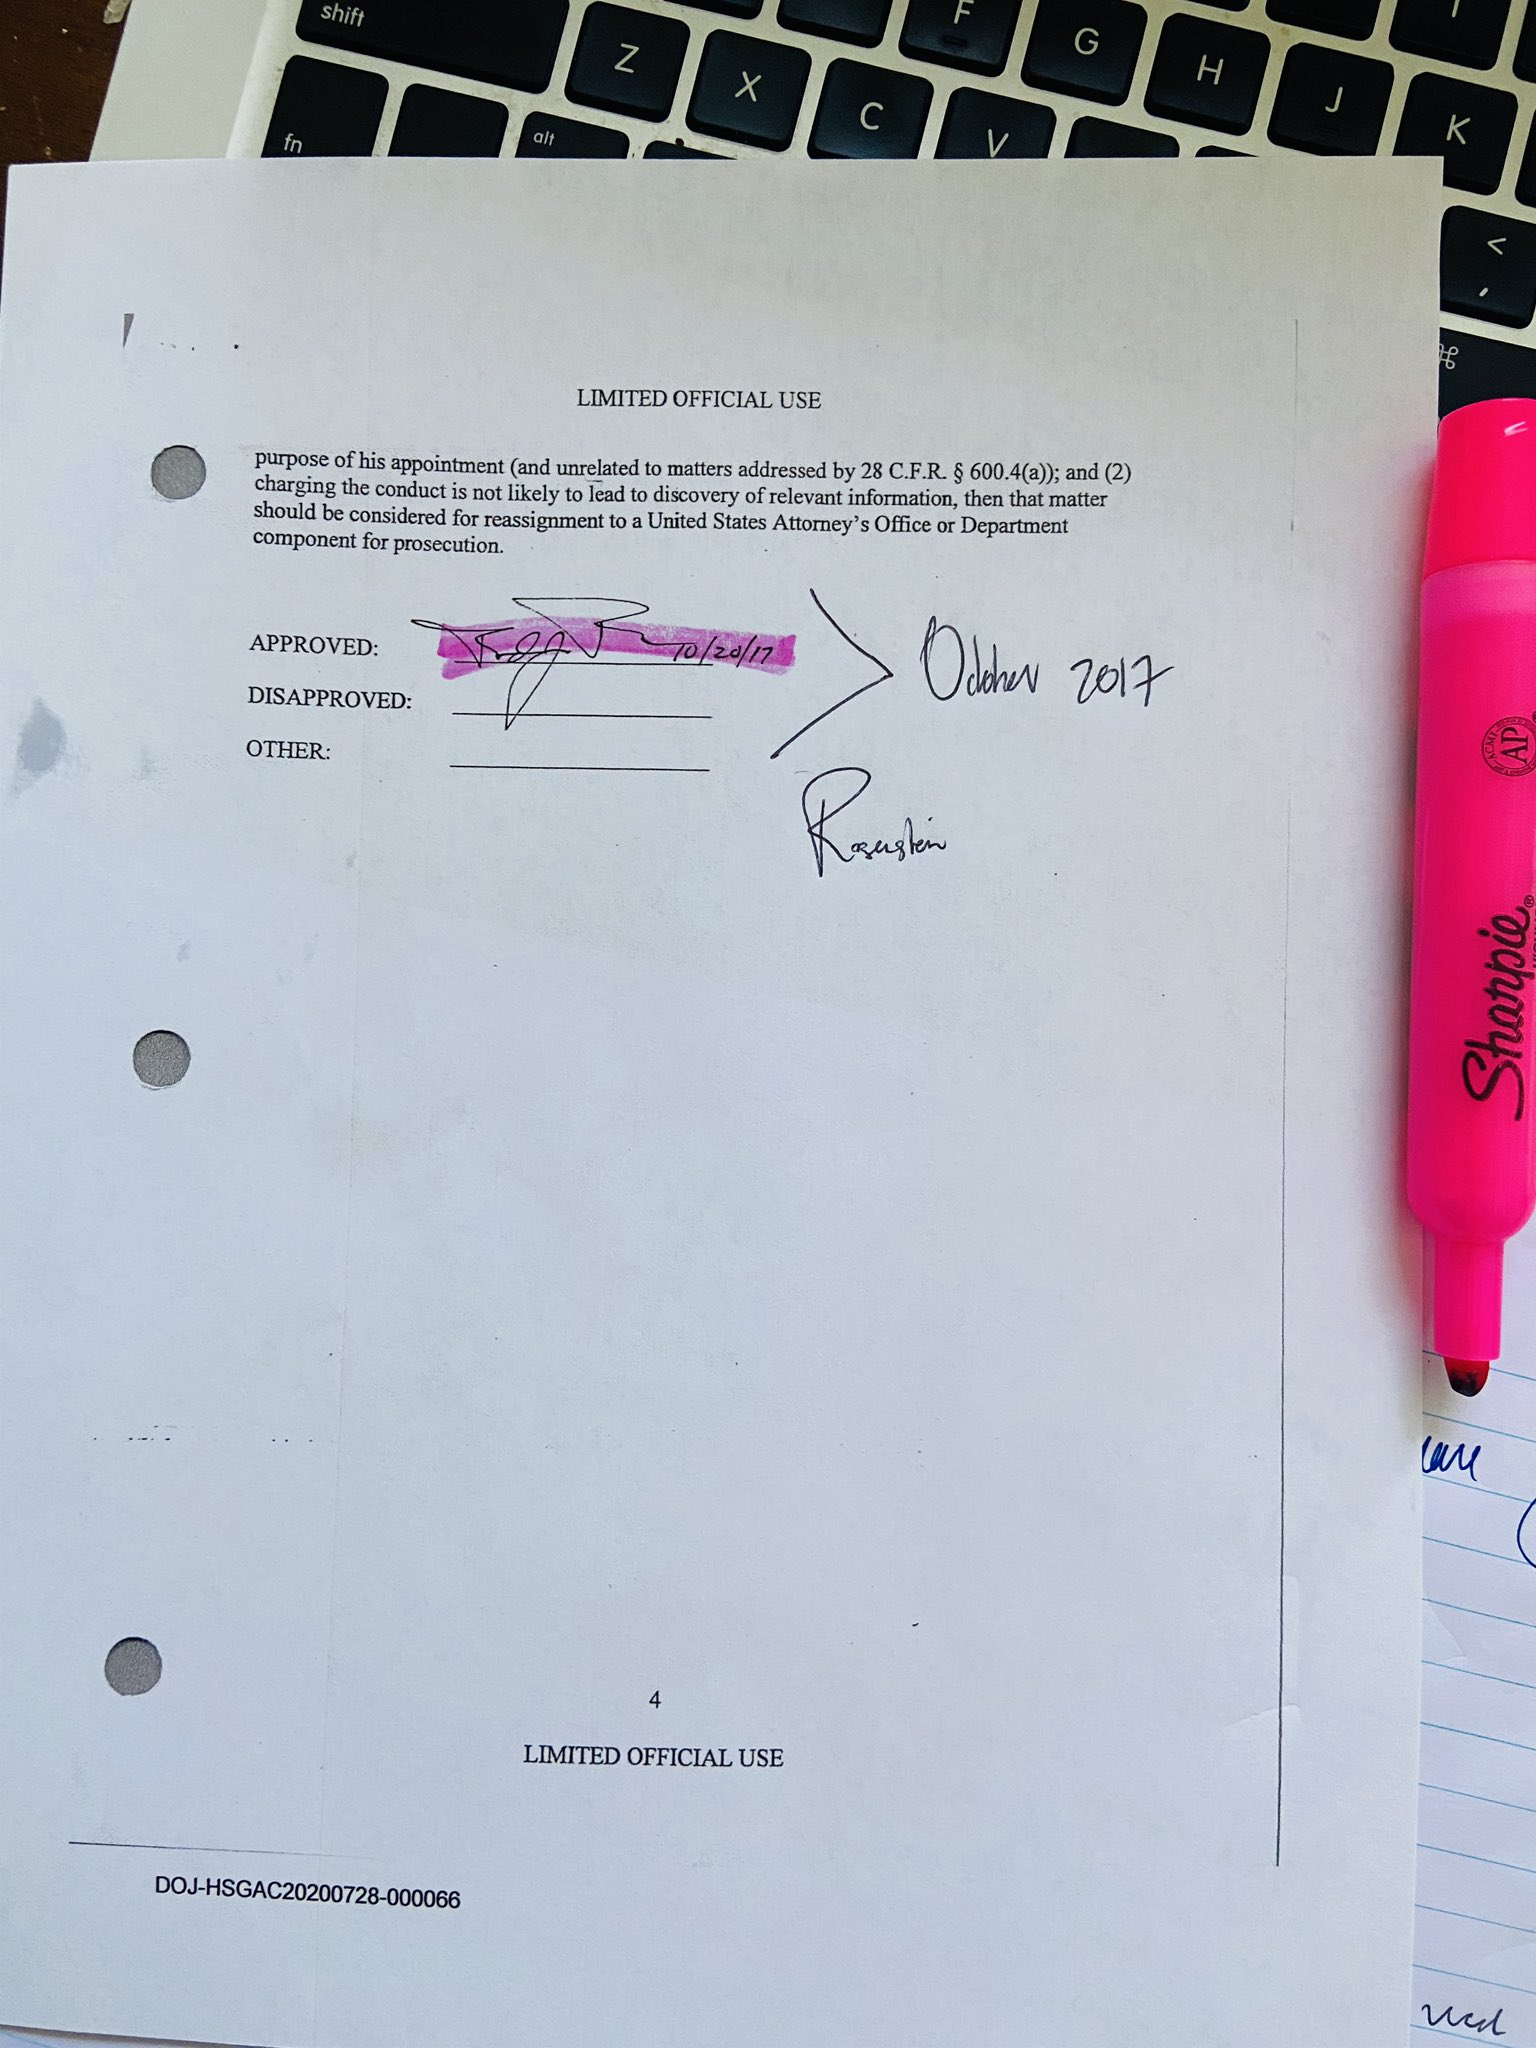 shift
Z
X
C
F
G
H
J
K
fn
alt
V
<
,
⌘
LIMITED OFFICIAL USE
purpose of his appointment (and unrelated to matters addressed by 28 C.F.R. § 600.4(a)); and (2)
charging the conduct is not likely to lead to discovery of relevant information, then that matter
should be considered for reassignment to a United States Attorney's Office or Department
component for prosecution.
APPROVED: 10/20/17
October 2017
DISAPPROVED:
OTHER:
Rosenstein
ACMI
AP
Sharpie®
4
LIMITED OFFICIAL USE
DOJ-HSGAC20200728-000066